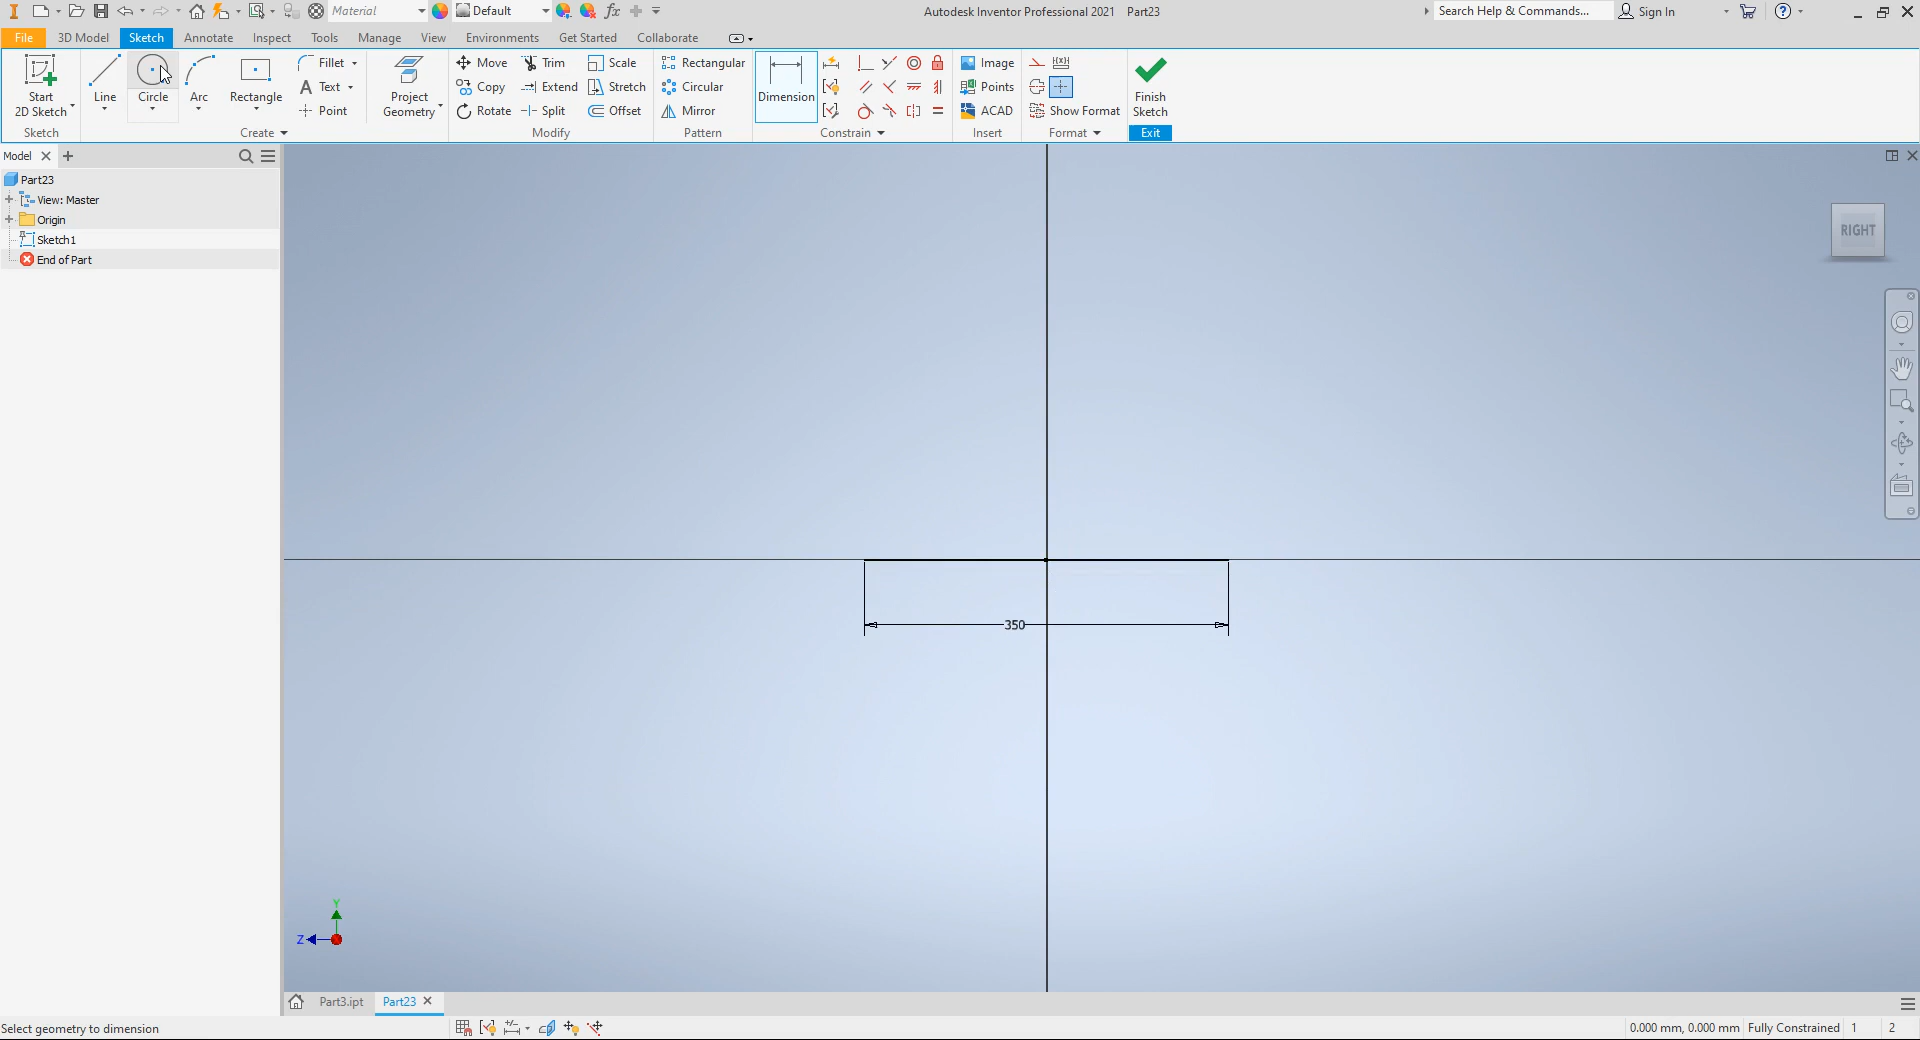 Material Default Autodesk Inventor Professional 2021 Part23 Search Help & Commands... Sign In
File 3D Model Sketch Annotate Inspect Tools Manage View Environments Get Started Collaborate
Start
2D Sketch
Line
Circle
Arc
Rectangle
Fillet
Text
Point
Project
Geometry
Move
Copy
Rotate
Trim
Extend
Split
Scale
Stretch
Offset
Rectangular
Circular
Mirror
Dimension
Image
Points
ACAD
Show Format
Finish
Sketch
Sketch Create Modify Pattern Constrain Insert Format Exit
Model
Part23
View: Master
Origin
Sketch1
End of Part
RIGHT
350
Y
Z
Part3.ipt Part23
Select geometry to dimension 0.000 mm, 0.000 mm Fully Constrained 1 2